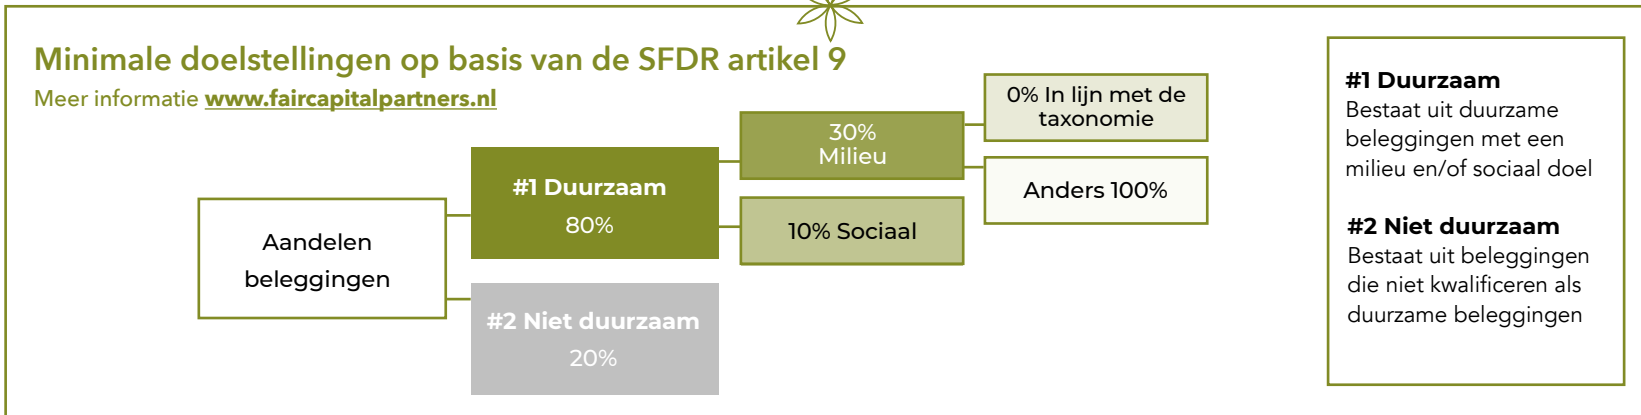 Minimale doelstellingen op basis van de SFDR artikel 9
Meer informatie www.faircapitalpartners.nl
Aandelen
beleggingen
#1 Duurzaam
80%
#2 Niet duurzaam
20%
30%
Milieu
10% Sociaal
0% In lijn met de
taxonomie
Anders 100%
#1 Duurzaam
Bestaat uit duurzame
beleggingen met een
milieu en/of sociaal doel
#2 Niet duurzaam
Bestaat uit beleggingen
die niet kwalificeren als
duurzame beleggingen